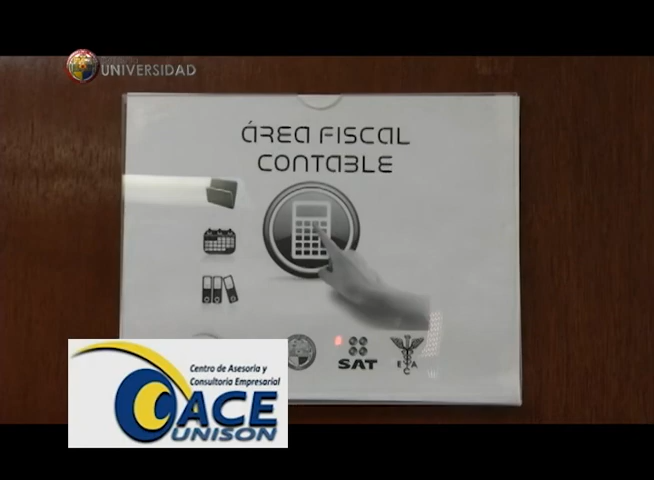 UNIVERSIDAD
ÁREA FISCAL
CONTABLE
SAT
E A
C
Centro de Asesoría y
Consultoría Empresarial
CACE
UNISON